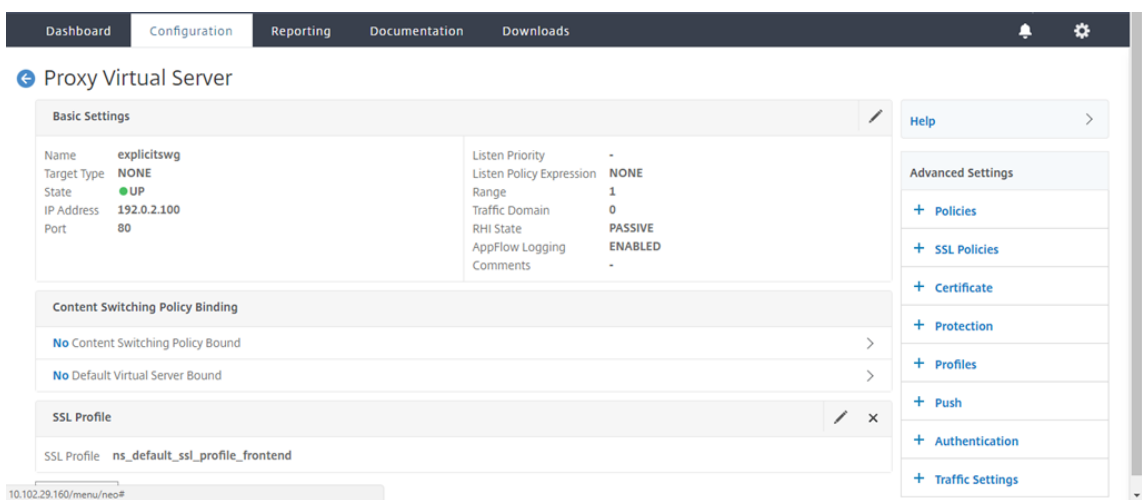 Dashboard Configuration Reporting Documentation Downloads
Proxy Virtual Server
Basic Settings
Name explicitswg
Target Type NONE
State UP
IP Address 192.0.2.100
Port 80
Listen Priority -
Listen Policy Expression NONE
Range 1
Traffic Domain 0
RHI State PASSIVE
AppFlow Logging ENABLED
Comments -
Content Switching Policy Binding
No Content Switching Policy Bound
No Default Virtual Server Bound
SSL Profile
SSL Profile ns_default_ssl_profile_frontend
Help
Advanced Settings
+ Policies
+ SSL Policies
+ Certificate
+ Protection
+ Profiles
+ Push
+ Authentication
+ Traffic Settings
10.102.29.160/menu/neo#